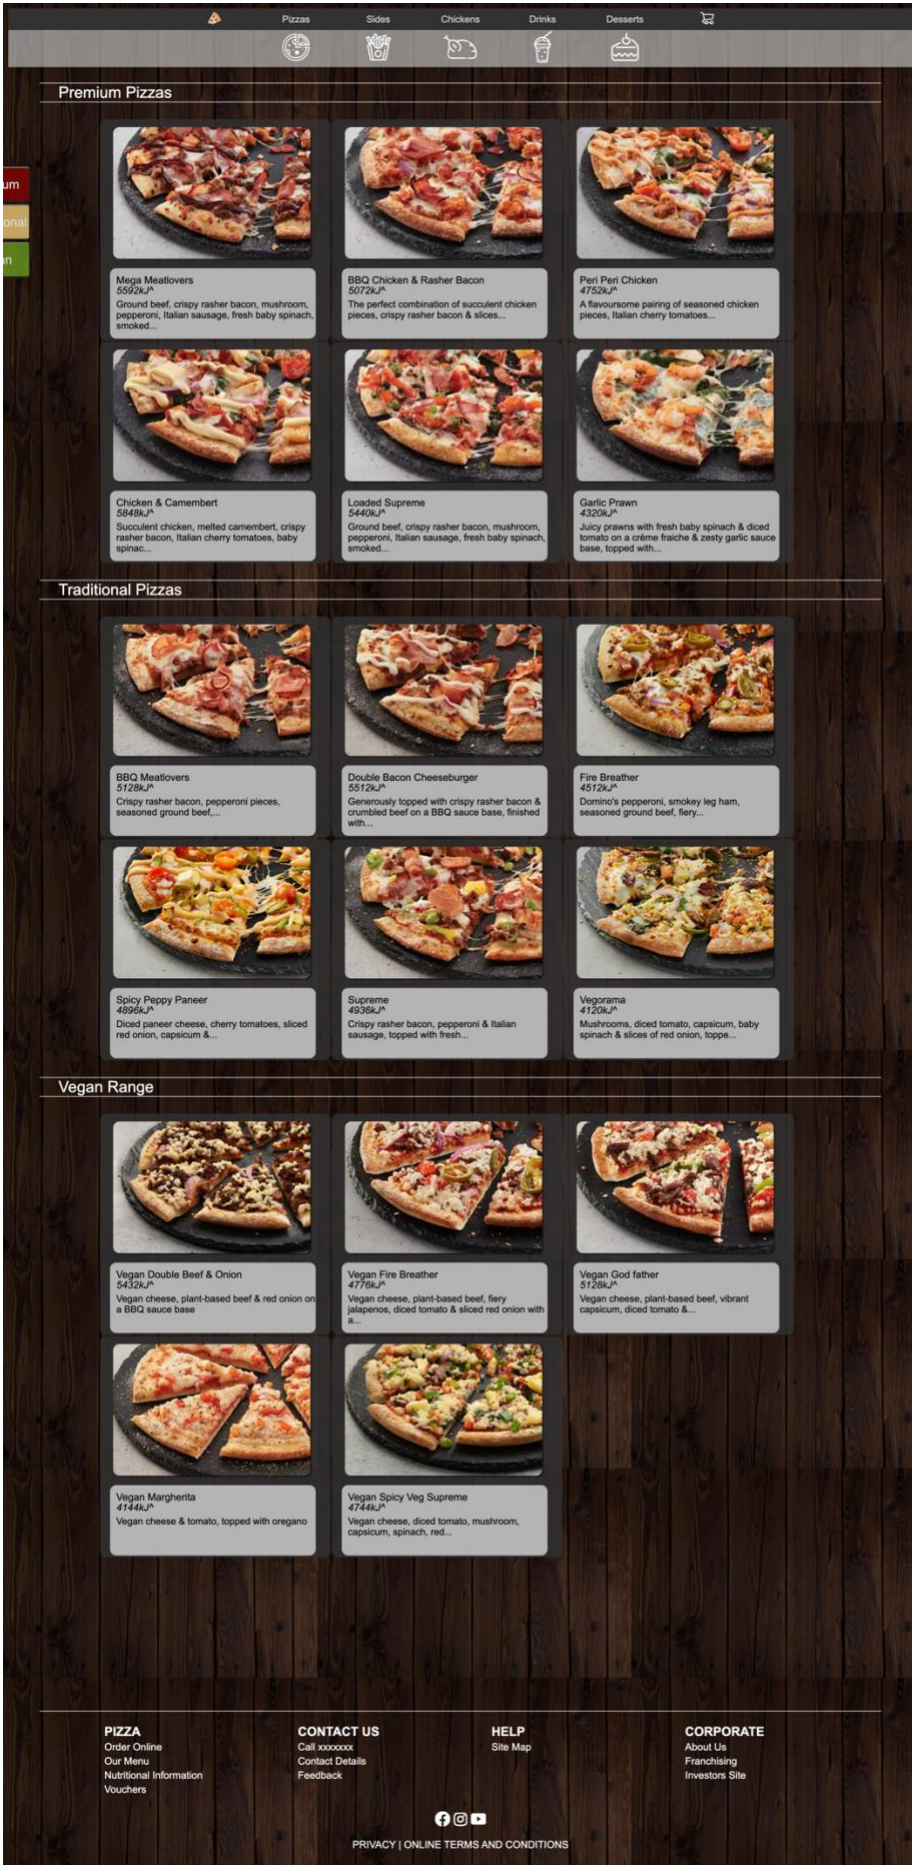 Pizzas
Sides
Chickens
Drinks
Desserts
Premium Pizzas
um
onal
an
Mega Meatlovers
5592kJ^
Ground beef, crispy rasher bacon, mushroom,
pepperoni, Italian sausage, fresh baby spinach,
smoked...
BBQ Chicken & Rasher Bacon
5072kJ^
The perfect combination of succulent chicken
pieces, crispy rasher bacon & slices...
Peri Peri Chicken
4752kJ^
A flavoursome pairing of seasoned chicken
pieces, Italian cherry tomatoes...
Chicken & Camembert
5848kJ^
Succulent chicken, melted camembert, crispy
rasher bacon, Italian cherry tomatoes, baby
spinac...
Loaded Supreme
5440kJ^
Ground beef, crispy rasher bacon, mushroom,
pepperoni, Italian sausage, fresh baby spinach,
smoked...
Garlic Prawn
4320kJ^
Juicy prawns with fresh baby spinach & diced
tomato on a crème fraiche & zesty garlic sauce
base, topped with...
Traditional Pizzas
BBQ Meatlovers
5128kJ^
Crispy rasher bacon, pepperoni pieces,
seasoned ground beef,...
Double Bacon Cheeseburger
5512kJ^
Generously topped with crispy rasher bacon &
crumbled beef on a BBQ sauce base, finished
with...
Fire Breather
4512kJ^
Domino's pepperoni, smokey leg ham,
seasoned ground beef, fiery...
Spicy Peppy Paneer
4896kJ^
Diced paneer cheese, cherry tomatoes, sliced
red onion, capsicum &...
Supreme
4936kJ^
Crispy rasher bacon, pepperoni & Italian
sausage, topped with fresh...
Vegorama
4120kJ^
Mushrooms, diced tomato, capsicum, baby
spinach & slices of red onion, toppe...
Vegan Range
Vegan Double Beef & Onion
5432kJ^
Vegan cheese, plant-based beef & red onion on
a BBQ sauce base
Vegan Fire Breather
4776kJ^
Vegan cheese, plant-based beef, fiery
jalapenos, diced tomato & sliced red onion with
a...
Vegan God father
5128kJ^
Vegan cheese, plant-based beef, vibrant
capsicum, diced tomato &...
Vegan Margherita
4144kJ^
Vegan cheese & tomato, topped with oregano
Vegan Spicy Veg Supreme
4744kJ^
Vegan cheese, diced tomato, mushroom,
capsicum, spinach, red...
PIZZA
Order Online
Our Menu
Nutritional Information
Vouchers
CONTACT US
Call xxxxxxx
Contact Details
Feedback
HELP
Site Map
CORPORATE
About Us
Franchising
Investors Site
PRIVACY | ONLINE TERMS AND CONDITIONS